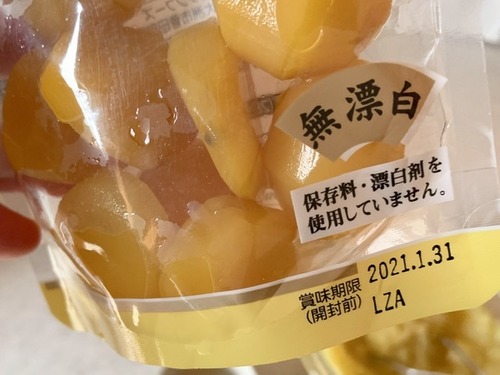 無漂白
保存料・漂白剤を
使用していません。
賞味期限
(開封前)
2021.1.31
LZA